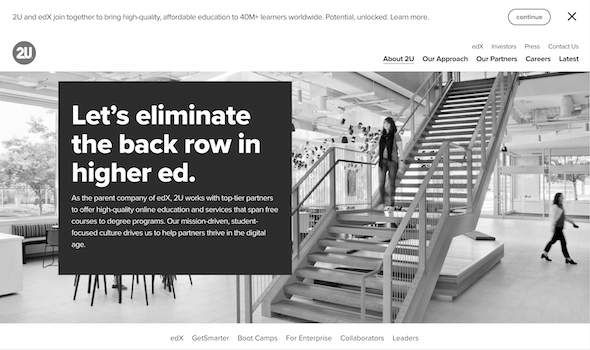 2U and edX join together to bring high-quality, affordable education to 40M+ learners worldwide. Potential, unlocked. Learn more.
continue
2U
edX Investors Press Contact Us
About 2U Our Approach Our Partners Careers Latest
Let's eliminate
the back row in
higher ed.
As the parent company of edX, 2U works with top-tier partners
to offer high-quality online education and services that span free
courses to degree programs. Our mission-driven, student-
focused culture drives us to help partners thrive in the digital
age.
edX GetSmarter Boot Camps For Enterprise Collaborators Leaders